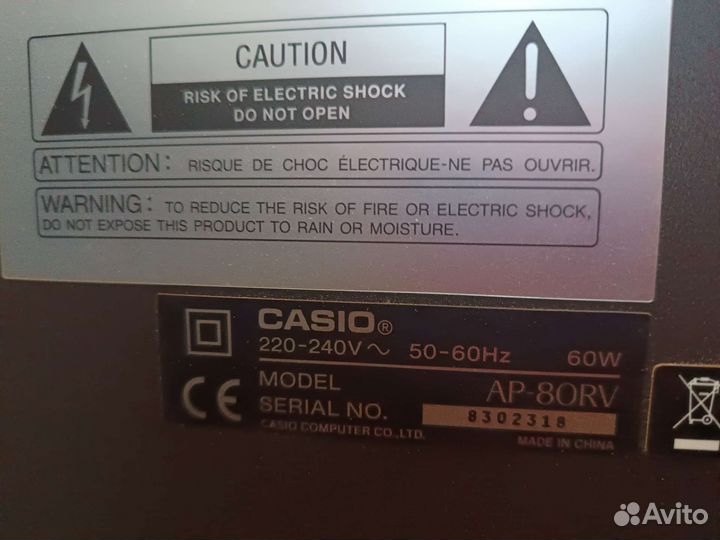 CAUTION
RISK OF ELECTRIC SHOCK
DO NOT OPEN
ATTENTION: RISQUE DE CHOC ÉLECTRIQUE-NE PAS OUVRIR.
WARNING: TO REDUCE THE RISK OF FIRE OR ELECTRIC SHOCK,
DO NOT EXPOSE THIS PRODUCT TO RAIN OR MOISTURE.
CASIO®
220-240V~ 50-60Hz 60W
MODEL AP-80RV
CE
SERIAL NO. 8302318
CASIO COMPUTER CO.,LTD. MADE IN CHINA
Avito